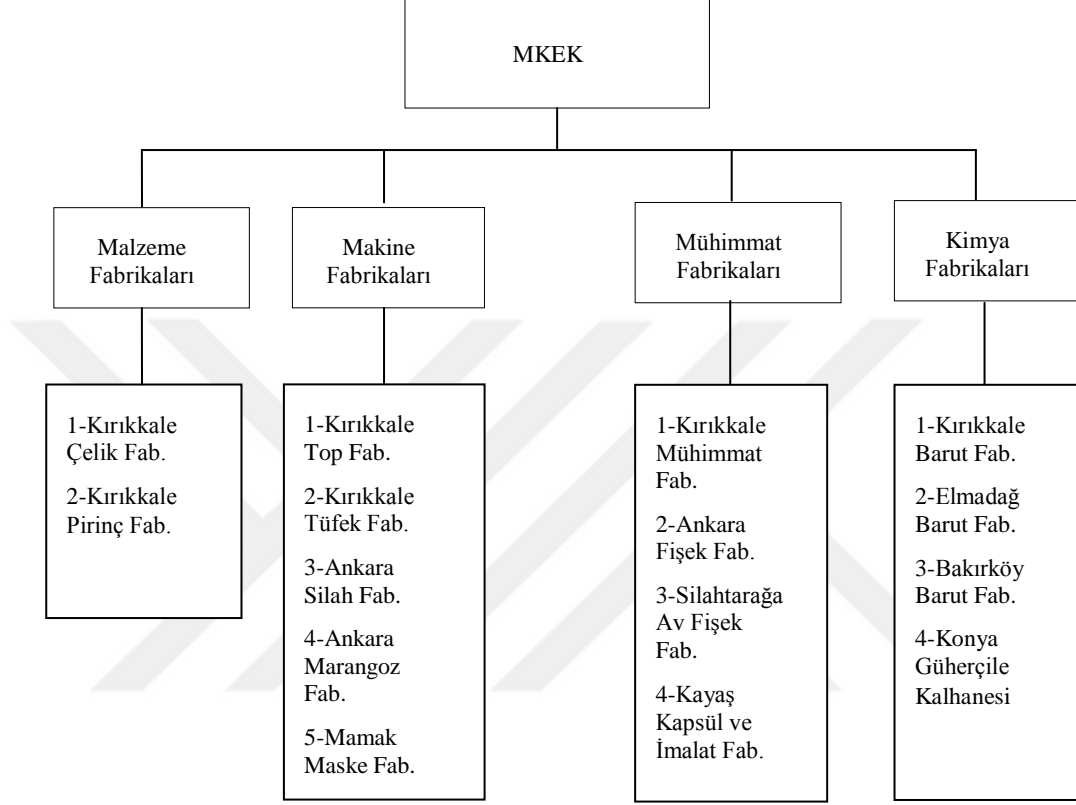 MKEK
Malzeme
Fabrikaları
Makine
Fabrikaları
Mühimmat
Fabrikaları
Kimya
Fabrikaları
1-Kırıkkale
Çelik Fab.
2-Kırıkkale
Pirinç Fab.
1-Kırıkkale
Top Fab.
2-Kırıkkale
Tüfek Fab.
3-Ankara
Silah Fab.
4-Ankara
Marangoz
Fab.
5-Mamak
Maske Fab.
1-Kırıkkale
Mühimmat
Fab.
2-Ankara
Fişek Fab.
3-Silahtarağa
Av Fişek
Fab.
4-Kayaş
Kapsül ve
İmalat Fab.
1-Kırıkkale
Barut Fab.
2-Elmadağ
Barut Fab.
3-Bakırköy
Barut Fab.
4-Konya
Güherçile
Kalhanesi